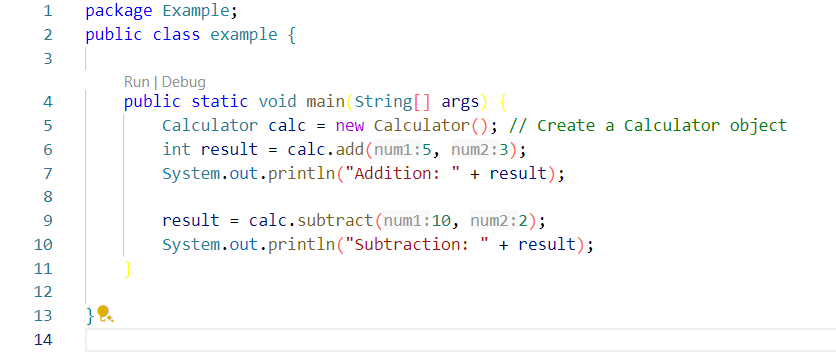 1 package Example;
2 public class example {
3
Run | Debug
4 public static void main(String[] args) {
5 Calculator calc = new Calculator(); // Create a Calculator object
6 int result = calc.add(num1:5, num2:3);
7 System.out.println("Addition: " + result);
8
9 result = calc.subtract(num1:10, num2:2);
10 System.out.println("Subtraction: " + result);
11 }
12
13 }
14